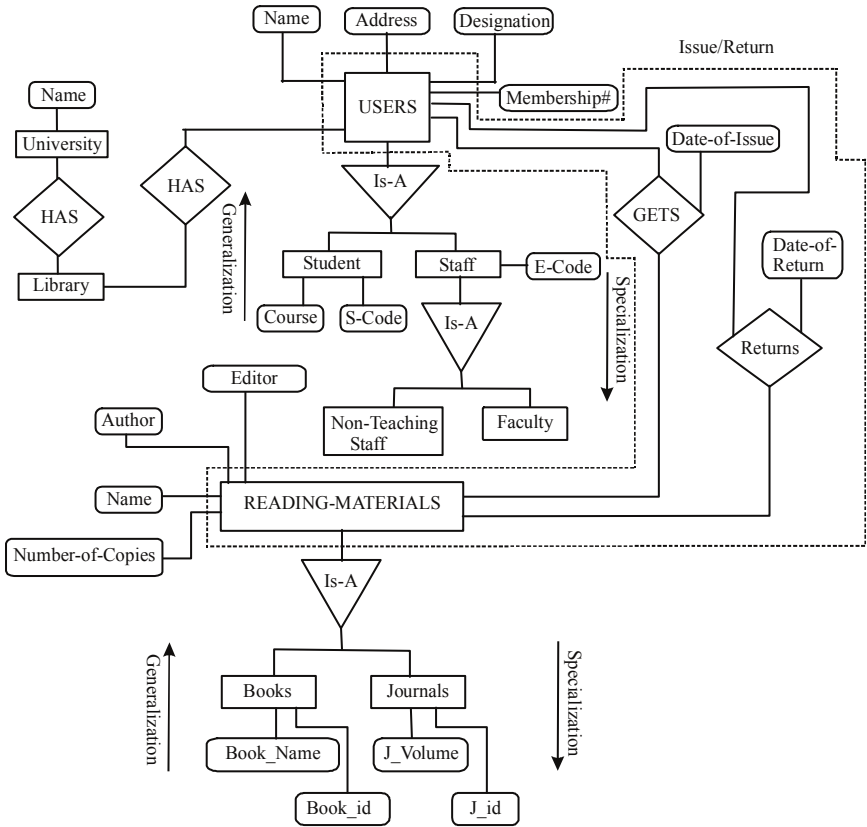 Name
Address
Designation
Issue/Return
Name
USERS
Membership#
University
Date-of-Issue
HAS
Is-A
HAS
GETS
Generalization
Date-of-
Return
Student
Staff
E-Code
Library
Specialization
Course
S-Code
Is-A
Returns
Editor
Author
Non-Teaching
Staff
Faculty
Name
READING-MATERIALS
Number-of-Copies
Is-A
Generalization
Specialization
Books
Journals
Book_Name
J_Volume
Book_id
J_id